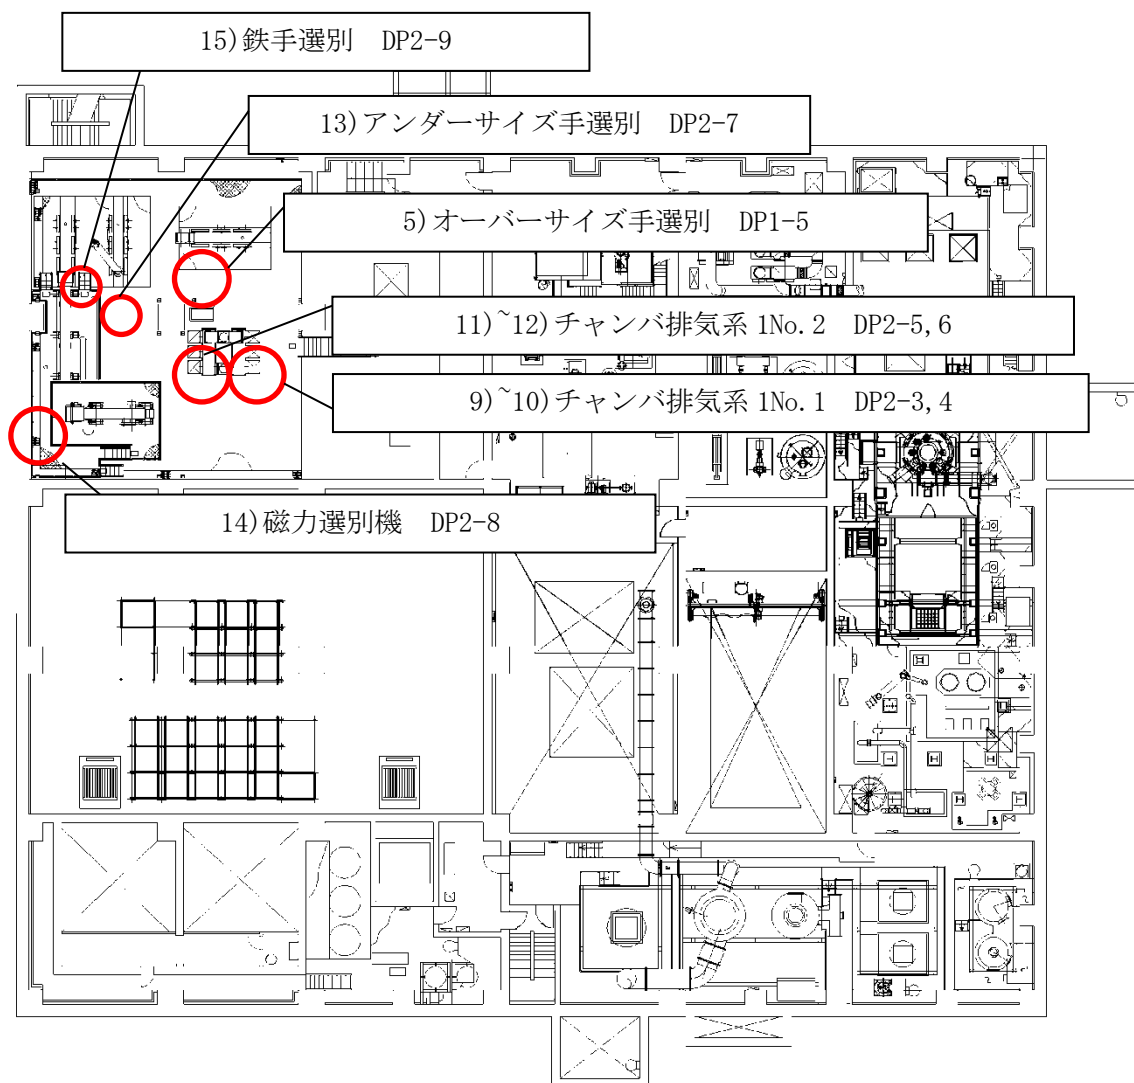 15)鉄手選別　DP2-9
13)アンダーサイズ手選別　DP2-7
5)オーバーサイズ手選別　DP1-5
11)~12)チャンバ排気系 1No.2　DP2-5,6
9)~10)チャンバ排気系 1No.1　DP2-3,4
14)磁力選別機　DP2-8